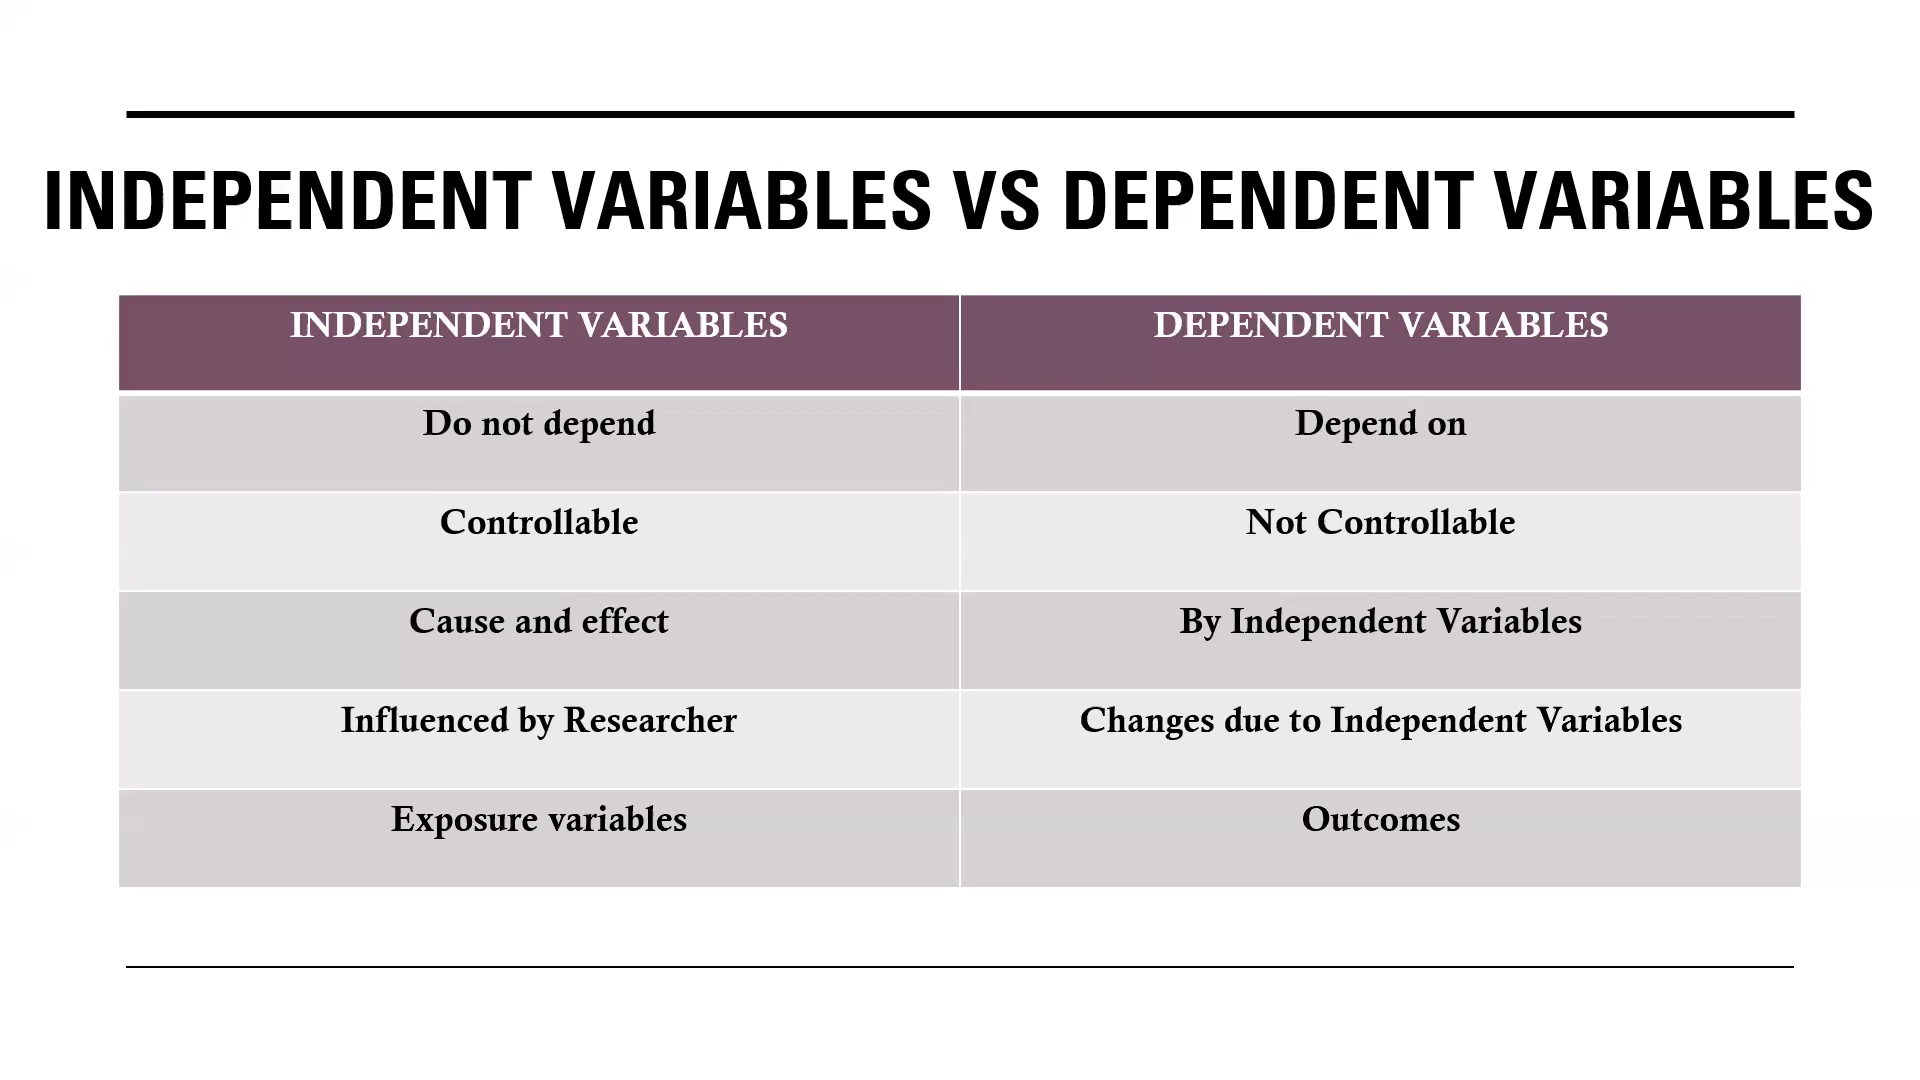 INDEPENDENT VARIABLES VS DEPENDENT VARIABLES
INDEPENDENT VARIABLES
DEPENDENT VARIABLES
Do not depend
Depend on
Controllable
Not Controllable
Cause and effect
By Independent Variables
Influenced by Researcher
Changes due to Independent Variables
Exposure variables
Outcomes